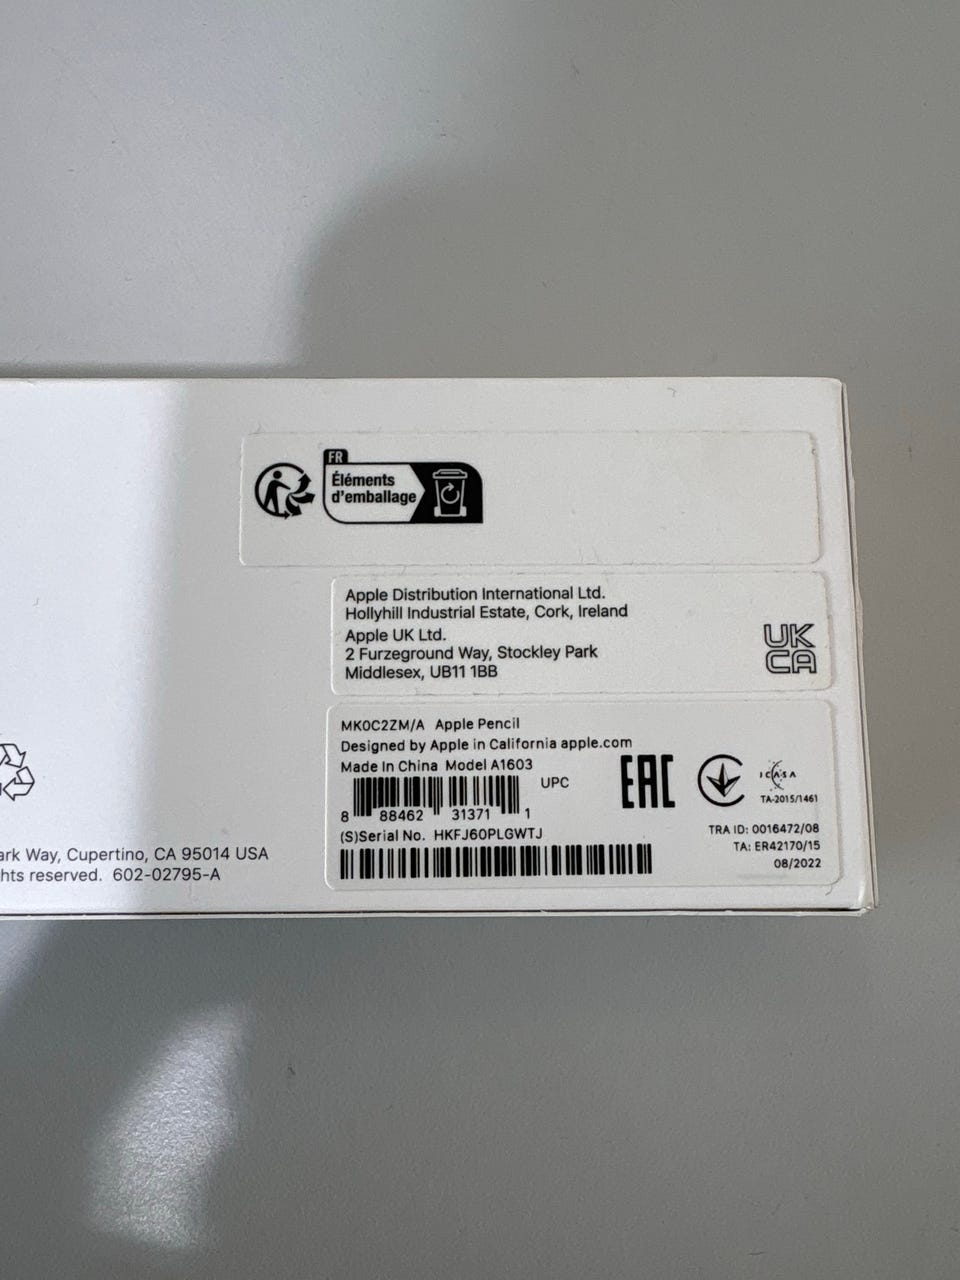 FR
Éléments
d'emballage
Apple Distribution International Ltd.
Hollyhill Industrial Estate, Cork, Ireland
Apple UK Ltd.
2 Furzeground Way, Stockley Park
Middlesex, UB11 1BB
UK
CA
MK0C2ZM/A Apple Pencil
Designed by Apple in California apple.com
Made In China Model A1603
UPC
8 88462 31371 1
(S)Serial No. HKFJ60PLGWTJ
EAC
ICASA
TA-2015/1461
TRA ID: 0016472/08
TA: ER42170/15
08/2022
ark Way, Cupertino, CA 95014 USA
hts reserved. 602-02795-A